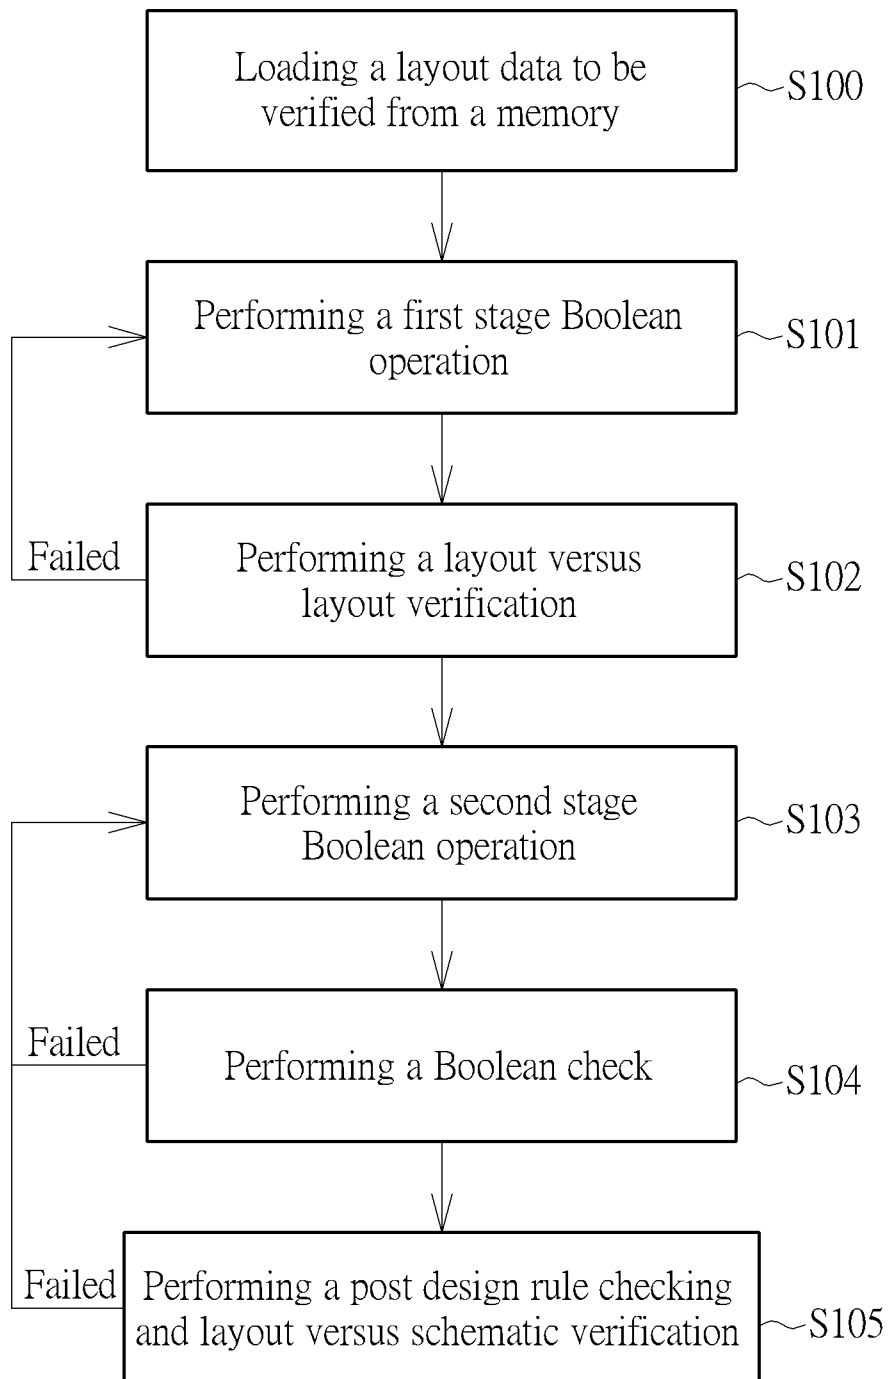 Loading a layout data to be
verified from a memory
S100
Performing a first stage Boolean
operation
S101
Failed
Performing a layout versus
layout verification
S102
Performing a second stage
Boolean operation
S103
Failed
Performing a Boolean check
S104
Failed
Performing a post design rule checking
and layout versus schematic verification
S105